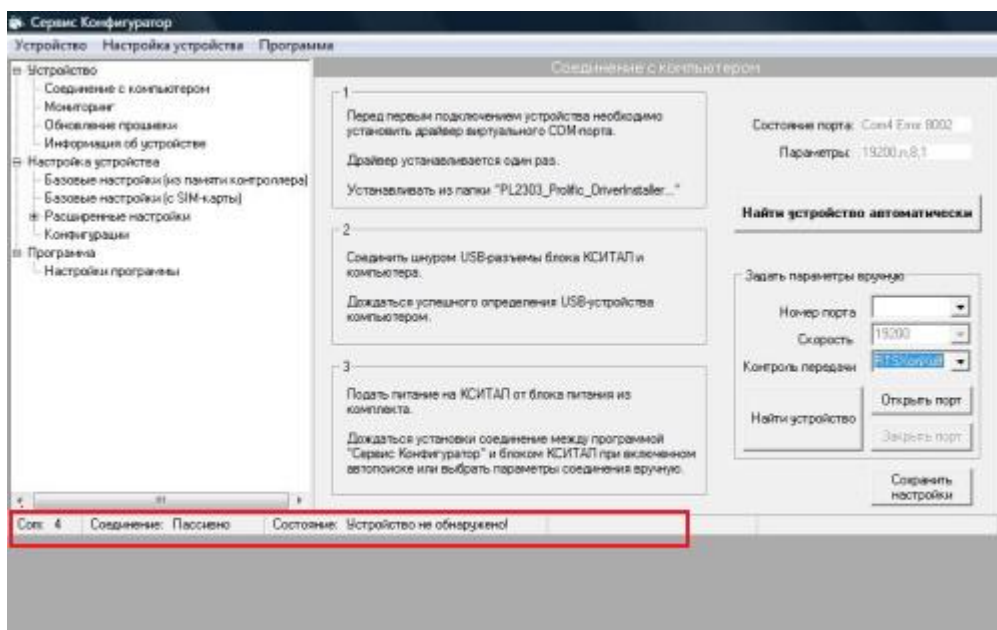 Сервис Конфигуратор
Устройство Настройка устройства Программа
Устройство
Соединение с компьютером
Мониторинг
Обновление прошивки
Информация об устройстве
Настройка устройства
Базовые настройки (из памяти контроллера)
Базовые настройки (с SIM-карты)
Расширенные настройки
Конфигурации
Программа
Настройки программы
Соединение с компьютером
1
Перед первым подключением устройства необходимо
установить драйвер виртуального COM-порта.
Драйвер устанавливается один раз.
Устанавливать из папки "PL2303_Prolific_DriverInstaller..."
2
Соединить шнуром USB-разъемы блока КСИТАЛ и
компьютера.
Дождаться успешного определения USB-устройства
компьютером.
3
Подать питание на КСИТАЛ от блока питания из
комплекта.
Дождаться установки соединение между программой
"Сервис Конфигуратор" и блоком КСИТАЛ при включенном
автопоиске или выбрать параметры соединения вручную.
Состояние порта: Com4 Error 8002
Параметры: 19200,n,8,1
Найти устройство автоматически
Задать параметры вручную
Номер порта
Скорость 19200
Контроль передачи
Найти устройство
Открыть порт
Закрыть порт
Сохранить
настройки
Com: 4 Соединение: Пассивно Состояние: Устройство не обнаружено!